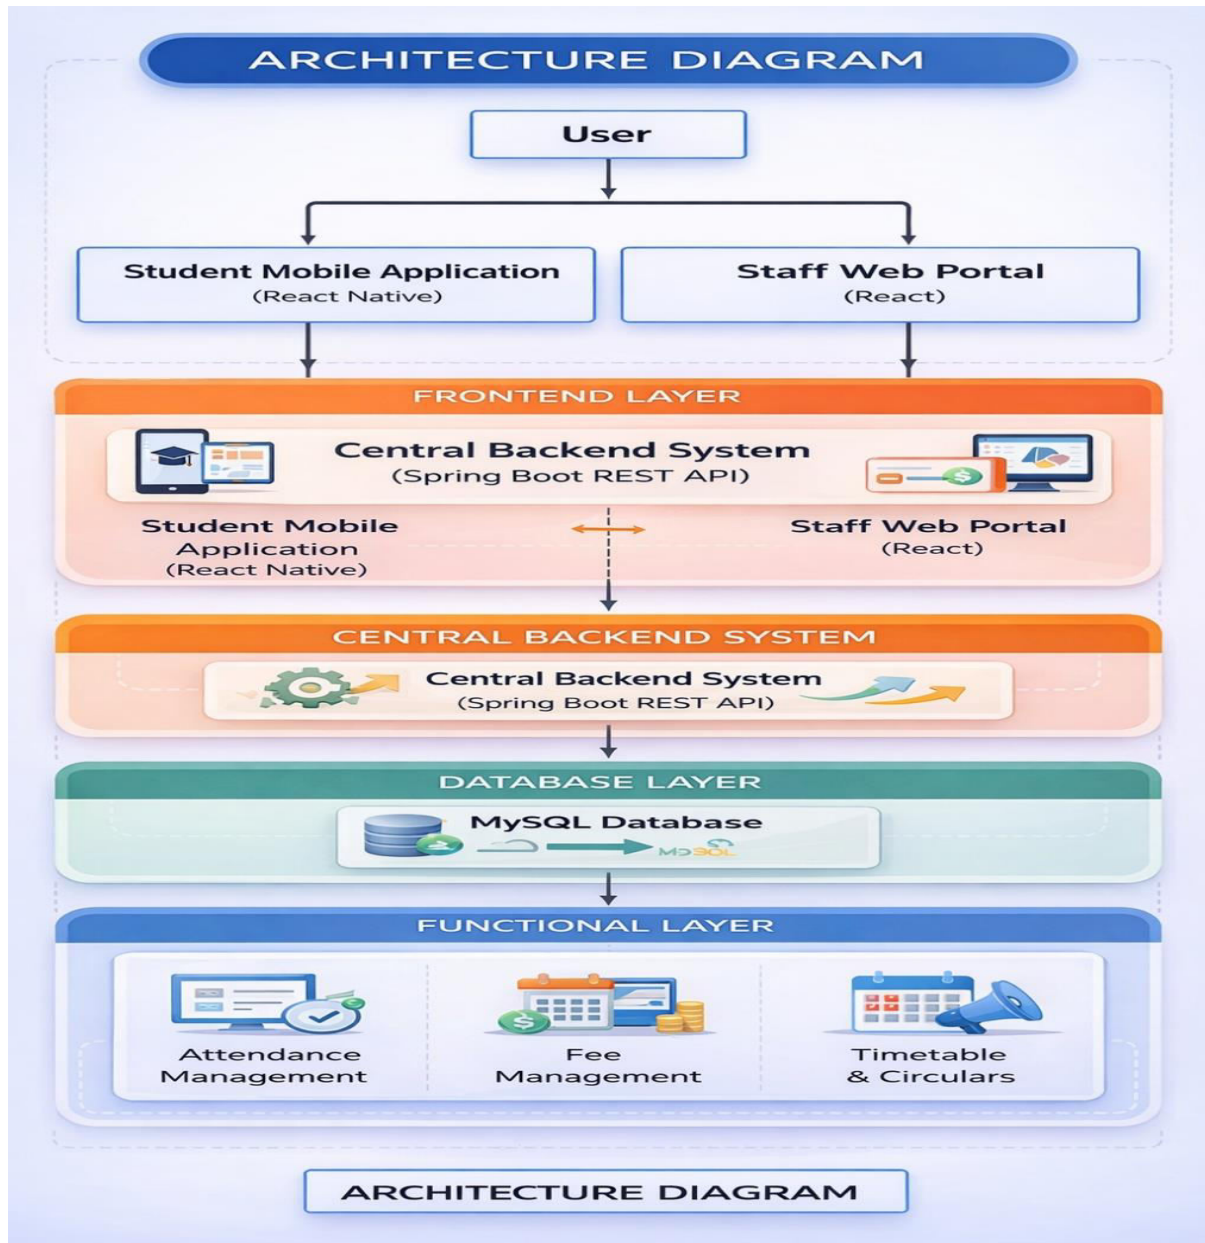 ARCHITECTURE DIAGRAM
User
Student Mobile Application
(React Native)
Staff Web Portal
(React)
FRONTEND LAYER
Central Backend System
(Spring Boot REST API)
Student Mobile
Application
(React Native)
Staff Web Portal
(React)
CENTRAL BACKEND SYSTEM
Central Backend System
(Spring Boot REST API)
DATABASE LAYER
MySQL Database
FUNCTIONAL LAYER
Attendance
Management
Fee
Management
Timetable
& Circulars
ARCHITECTURE DIAGRAM